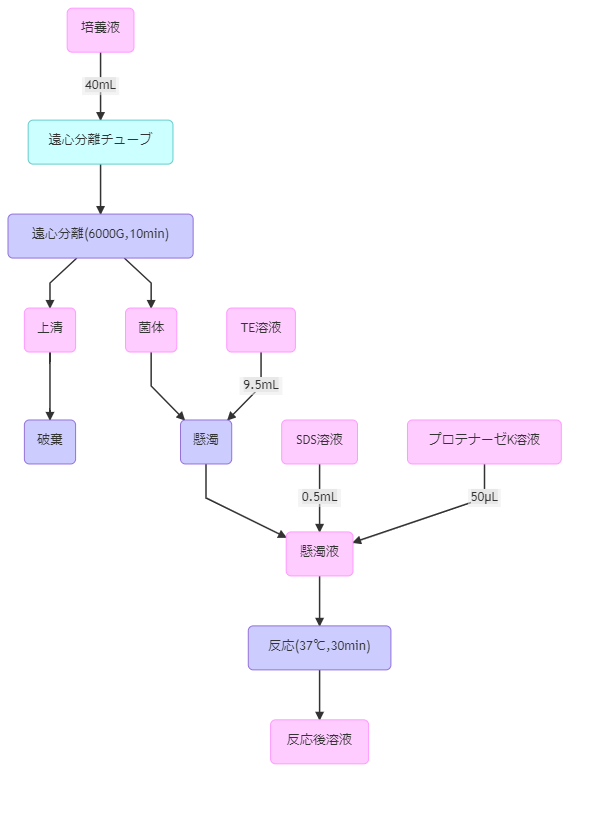 培養液
40mL
遠心分離チューブ
遠心分離(6000G,10min)
上清
菌体
TE溶液
9.5mL
破棄
懸濁
SDS溶液
プロテナーゼK溶液
0.5mL
50μL
懸濁液
反応(37℃,30min)
反応後溶液